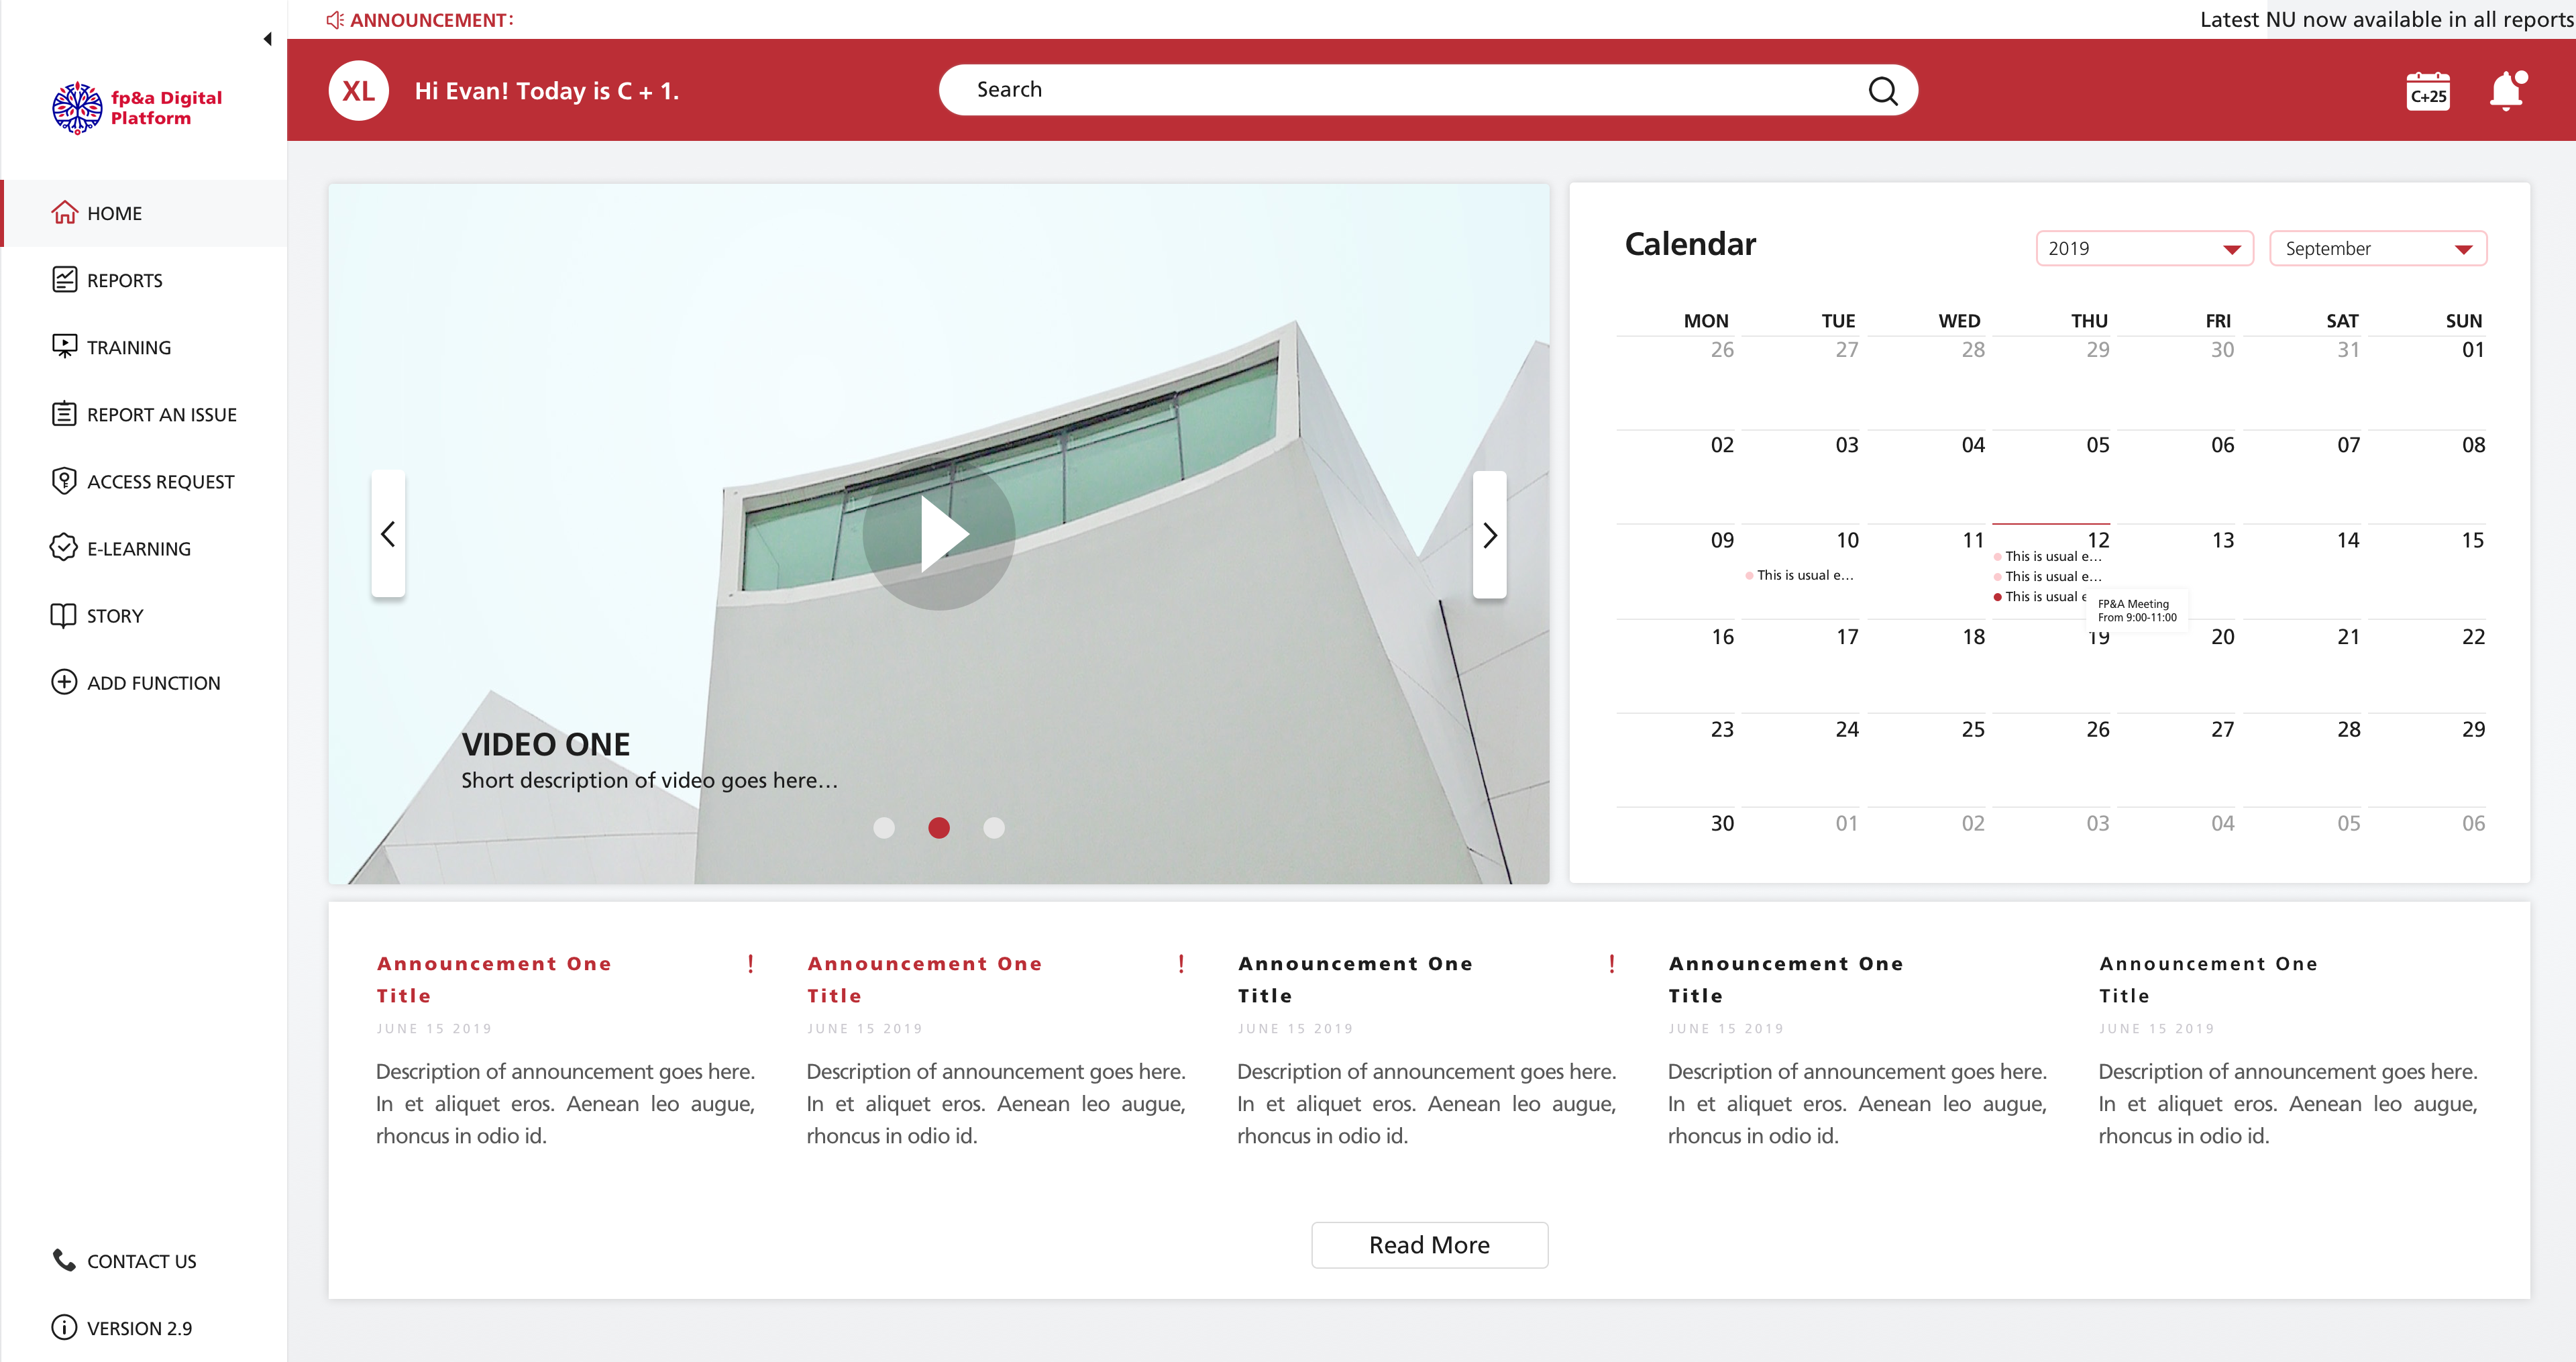 ANNOUNCEMENT:
Latest NU now available in all reports
fp&a Digital
Platform
XL
Hi Evan! Today is C + 1.
Search
C+25
HOME
REPORTS
TRAINING
REPORT AN ISSUE
ACCESS REQUEST
E-LEARNING
STORY
ADD FUNCTION
CONTACT US
VERSION 2.9
VIDEO ONE
Short description of video goes here...
Calendar
2019
September
MON TUE WED THU FRI SAT SUN
26 27 28 29 30 31 01
02 03 04 05 06 07 08
09 10 11 12 13 14 15
This is usual e...
This is usual e...
This is usual e...
This is usual e
FP&A Meeting
From 9:00-11:00
16 17 18 19 20 21 22
23 24 25 26 27 28 29
30 01 02 03 04 05 06
Announcement One !
Title
JUNE 15 2019
Description of announcement goes here.
In et aliquet eros. Aenean leo augue,
rhoncus in odio id.
Announcement One !
Title
JUNE 15 2019
Description of announcement goes here.
In et aliquet eros. Aenean leo augue,
rhoncus in odio id.
Announcement One !
Title
JUNE 15 2019
Description of announcement goes here.
In et aliquet eros. Aenean leo augue,
rhoncus in odio id.
Announcement One
Title
JUNE 15 2019
Description of announcement goes here.
In et aliquet eros. Aenean leo augue,
rhoncus in odio id.
Announcement One
Title
JUNE 15 2019
Description of announcement goes here.
In et aliquet eros. Aenean leo augue,
rhoncus in odio id.
Read More